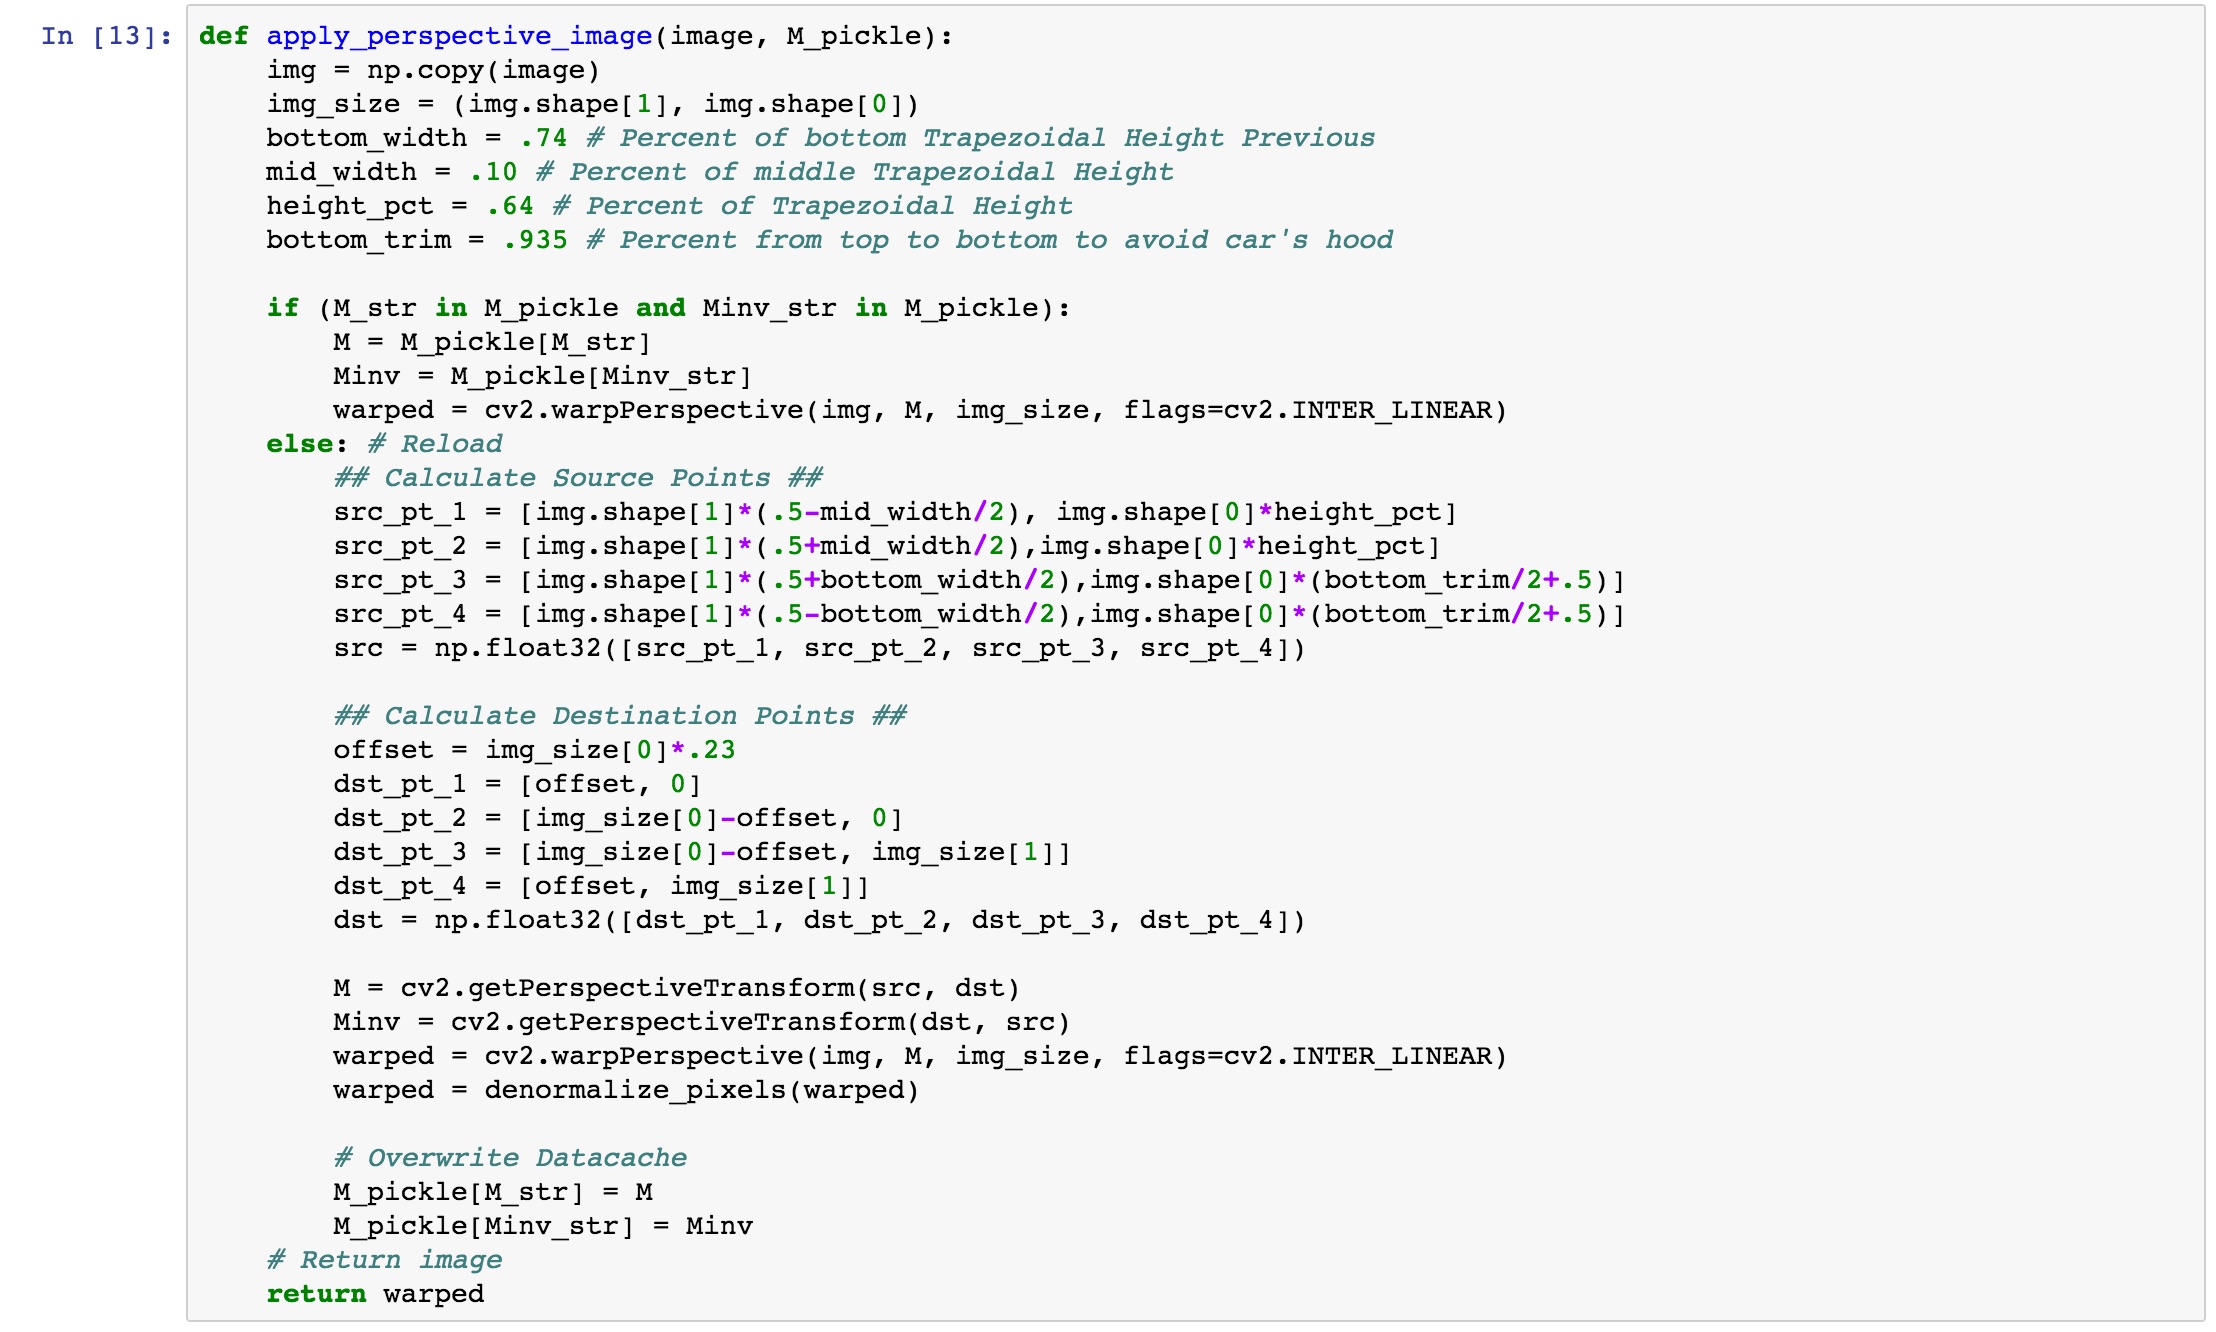 In [13]: def apply_perspective_image(image, M_pickle):
    img = np.copy(image)
    img_size = (img.shape[1], img.shape[0])
    bottom_width = .74 # Percent of bottom Trapezoidal Height Previous
    mid_width = .10 # Percent of middle Trapezoidal Height
    height_pct = .64 # Percent of Trapezoidal Height
    bottom_trim = .935 # Percent from top to bottom to avoid car's hood

    if (M_str in M_pickle and Minv_str in M_pickle):
        M = M_pickle[M_str]
        Minv = M_pickle[Minv_str]
        warped = cv2.warpPerspective(img, M, img_size, flags=cv2.INTER_LINEAR)
    else: # Reload
        ## Calculate Source Points ##
        src_pt_1 = [img.shape[1]*(.5-mid_width/2), img.shape[0]*height_pct]
        src_pt_2 = [img.shape[1]*(.5+mid_width/2),img.shape[0]*height_pct]
        src_pt_3 = [img.shape[1]*(.5+bottom_width/2),img.shape[0]*(bottom_trim/2+.5)]
        src_pt_4 = [img.shape[1]*(.5-bottom_width/2),img.shape[0]*(bottom_trim/2+.5)]
        src = np.float32([src_pt_1, src_pt_2, src_pt_3, src_pt_4])

        ## Calculate Destination Points ##
        offset = img_size[0]*.23
        dst_pt_1 = [offset, 0]
        dst_pt_2 = [img_size[0]-offset, 0]
        dst_pt_3 = [img_size[0]-offset, img_size[1]]
        dst_pt_4 = [offset, img_size[1]]
        dst = np.float32([dst_pt_1, dst_pt_2, dst_pt_3, dst_pt_4])

        M = cv2.getPerspectiveTransform(src, dst)
        Minv = cv2.getPerspectiveTransform(dst, src)
        warped = cv2.warpPerspective(img, M, img_size, flags=cv2.INTER_LINEAR)
        warped = denormalize_pixels(warped)

        # Overwrite Datacache
        M_pickle[M_str] = M
        M_pickle[Minv_str] = Minv
    # Return image
    return warped